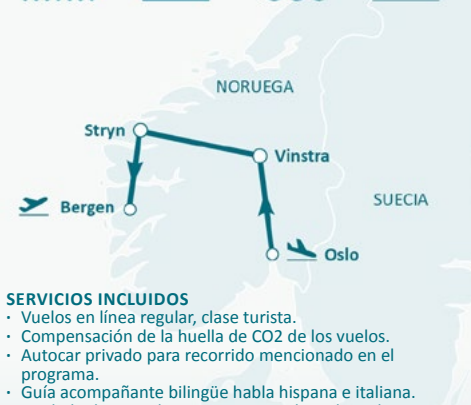 NORUEGA
Stryn
Vinstra
SUECIA
Bergen
Oslo
SERVICIOS INCLUIDOS
· Vuelos en línea regular, clase turista.
· Compensación de la huella de CO2 de los vuelos.
· Autocar privado para recorrido mencionado en el
programa.
· Guía acompañante bilingüe habla hispana e italiana.